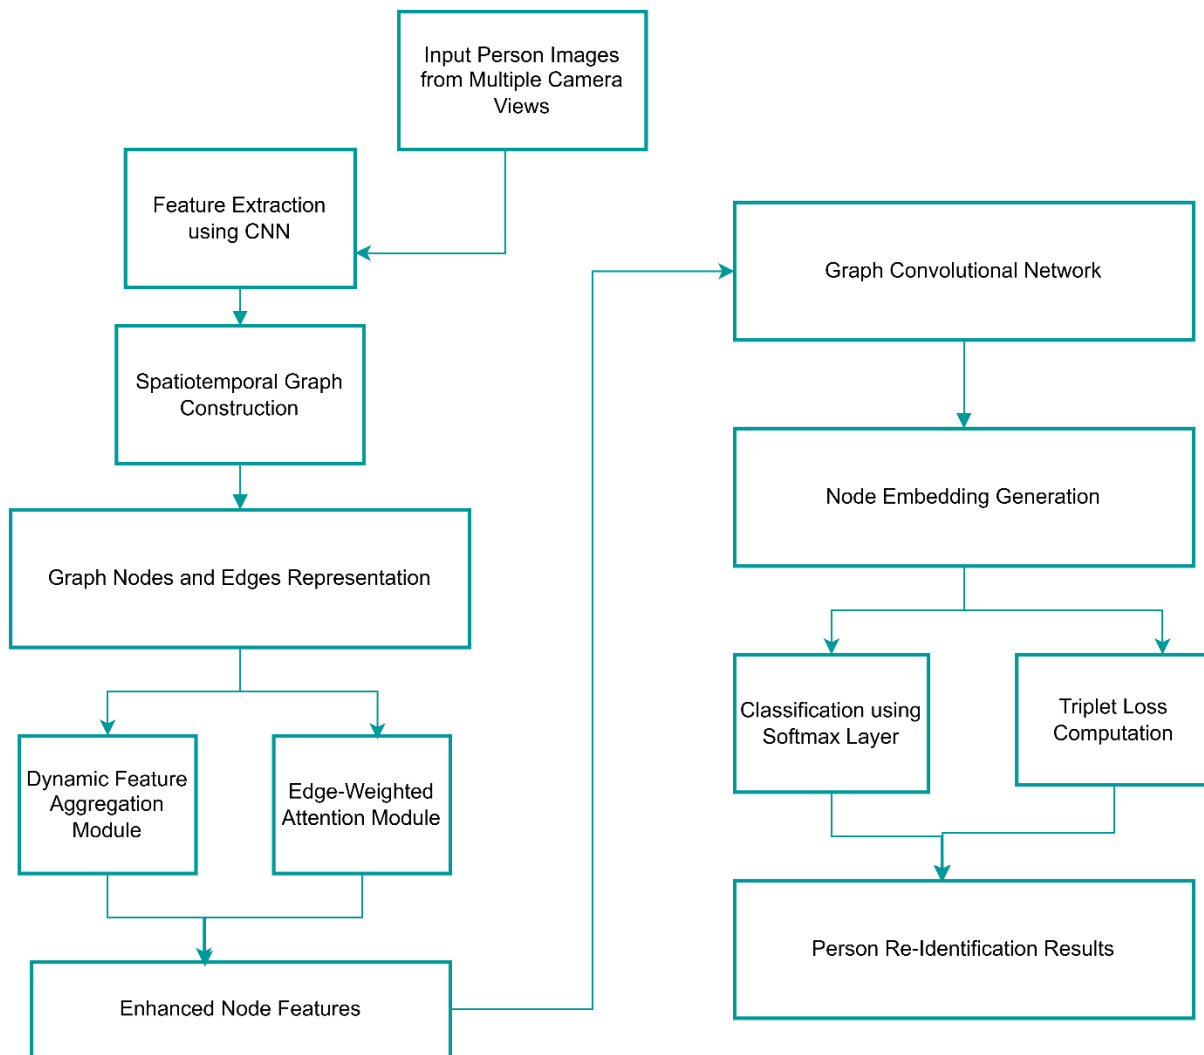 Input Person Images
from Multiple Camera
Views
Feature Extraction
using CNN
Spatiotemporal Graph
Construction
Graph Nodes and Edges Representation
Dynamic Feature
Aggregation
Module
Edge-Weighted
Attention Module
Enhanced Node Features
Graph Convolutional Network
Node Embedding Generation
Classification using
Softmax Layer
Triplet Loss
Computation
Person Re-Identification Results